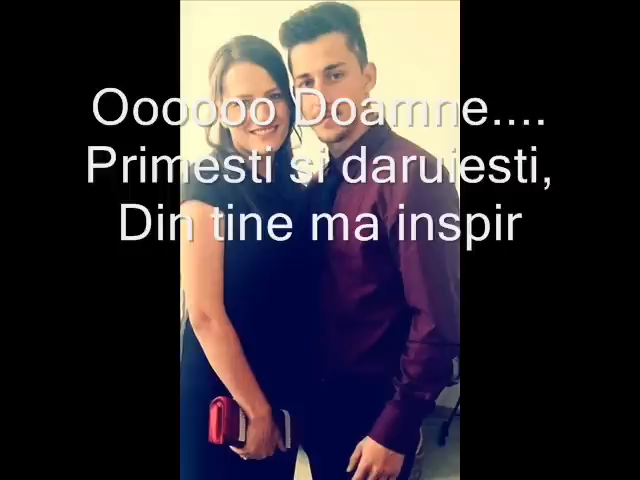 Oooooo Doamne....
Primesti si daruiesti,
Din tine ma inspir